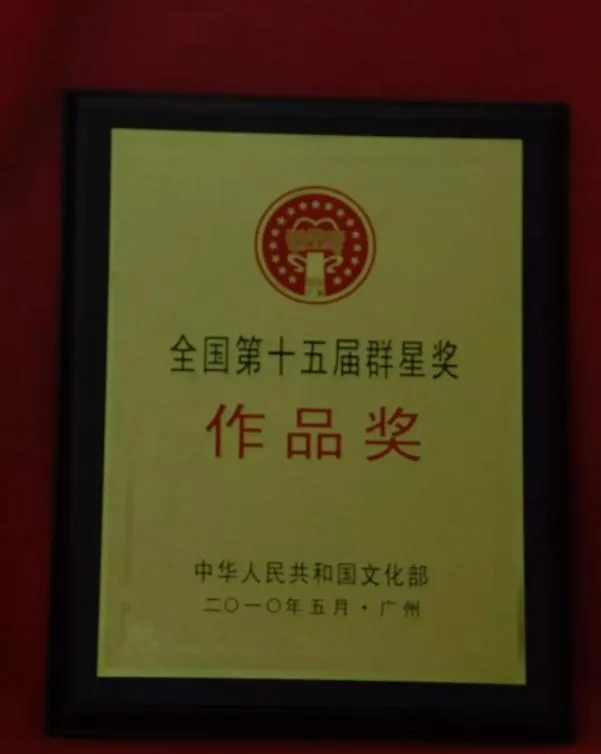 全国第十五届群星奖
作品奖
中华人民共和国文化部
二〇一〇年五月·广州